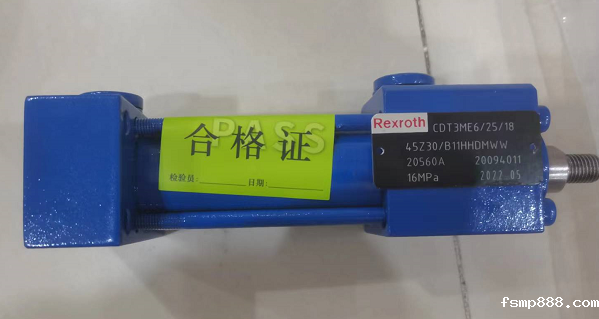 PASS
合格证
检验员: 日期:
Rexroth CDT3ME6/25/18
45Z30/B11HHDMWW
20560A 20094011
16MPa 2022.05
fsmp888.com